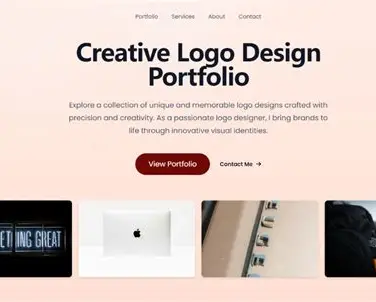 Portfolio Services About Contact
Creative Logo Design
Portfolio
Explore a collection of unique and memorable logo designs crafted with
precision and creativity. As a passionate logo designer, I bring brands to
life through innovative visual identities.
View Portfolio Contact Me →
ETHING GREAT